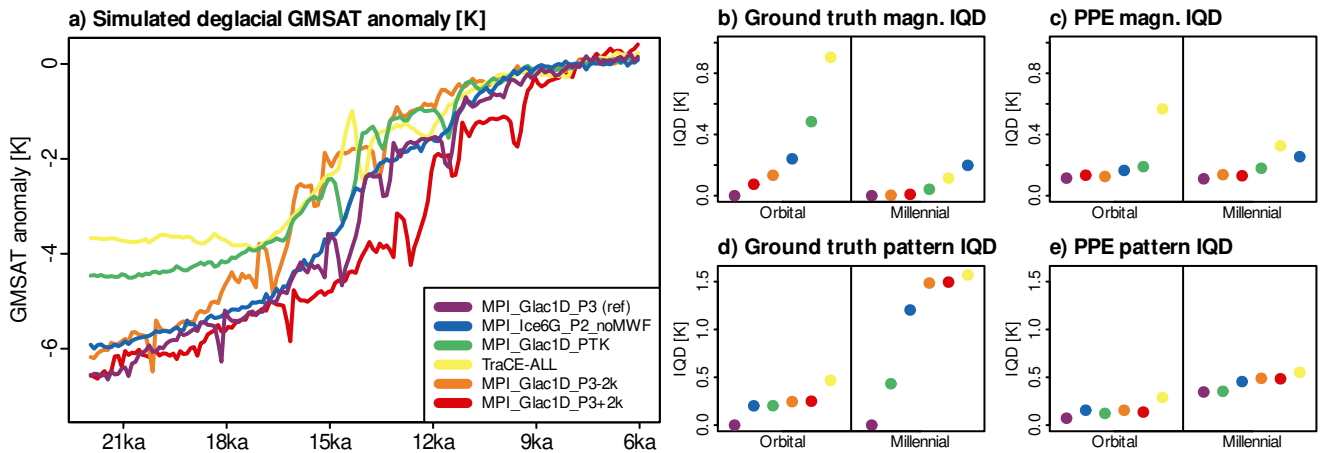 a) Simulated deglacial GMSAT anomaly [K]
GMSAT anomaly [K]
0
-2
-4
-6
21ka 18ka 15ka 12ka 9ka 6ka
MPI_Glac1D_P3 (ref)
MPI_Ice6G_P2_noMWF
MPI_Glac1D_PTK
TraCE-ALL
MPI_Glac1D_P3-2k
MPI_Glac1D_P3+2k
b) Ground truth magn. IQD
IQD [K]
0.8
0.4
0.0
Orbital Millennial
c) PPE magn. IQD
IQD [K]
0.8
0.4
0.0
Orbital Millennial
d) Ground truth pattern IQD
IQD [K]
1.5
1.0
0.5
0.0
Orbital Millennial
e) PPE pattern IQD
IQD [K]
1.5
1.0
0.5
0.0
Orbital Millennial